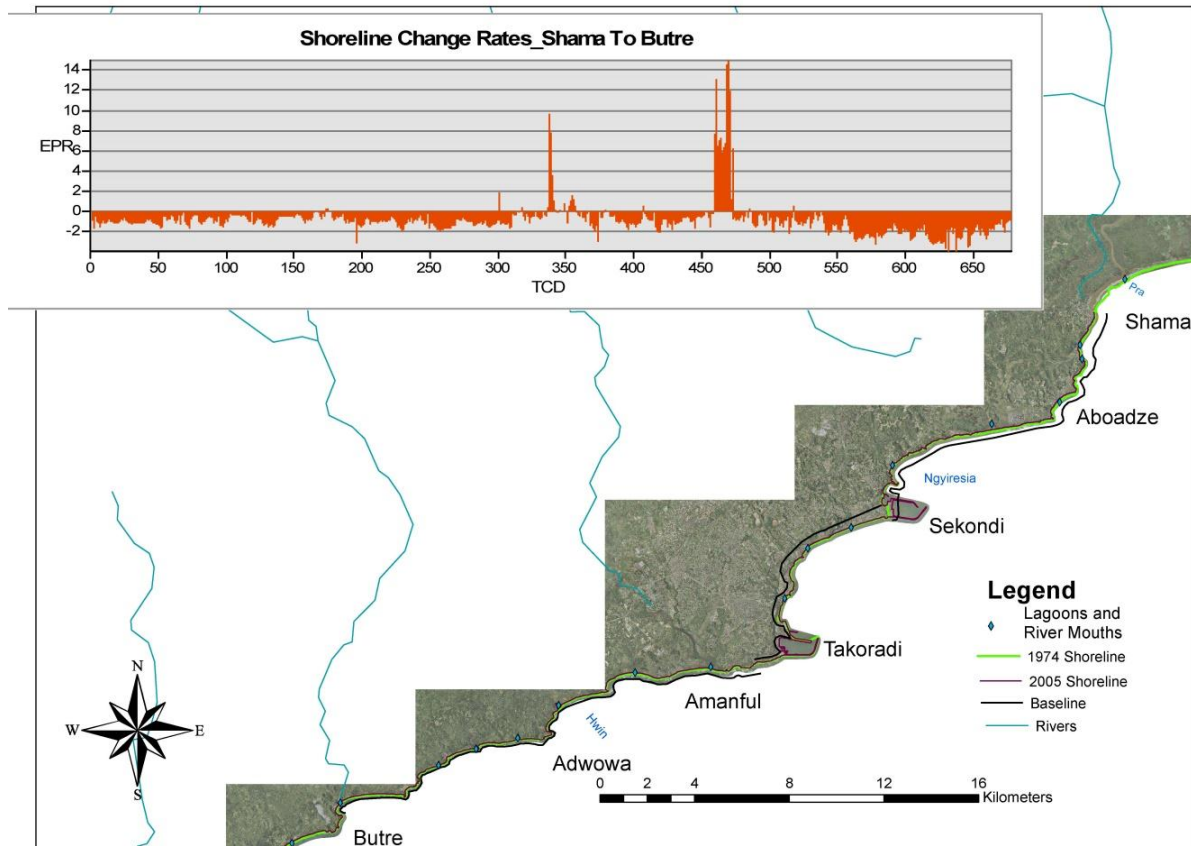 Shoreline Change Rates_Shama To Butre
14
12
10
8
EPR 6
4
2
0
-2
0 50 100 150 200 250 300 350 400 450 500 550 600 650
TCD
Pra
Shama
Aboadze
Ngyiresia
Sekondi
Legend
Lagoons and
River Mouths
1974 Shoreline
2005 Shoreline
Baseline
Rivers
Takoradi
Amanful
Hwin
Adwowa
Butre
N
W E
S
0 2 4 8 12 16
Kilometers